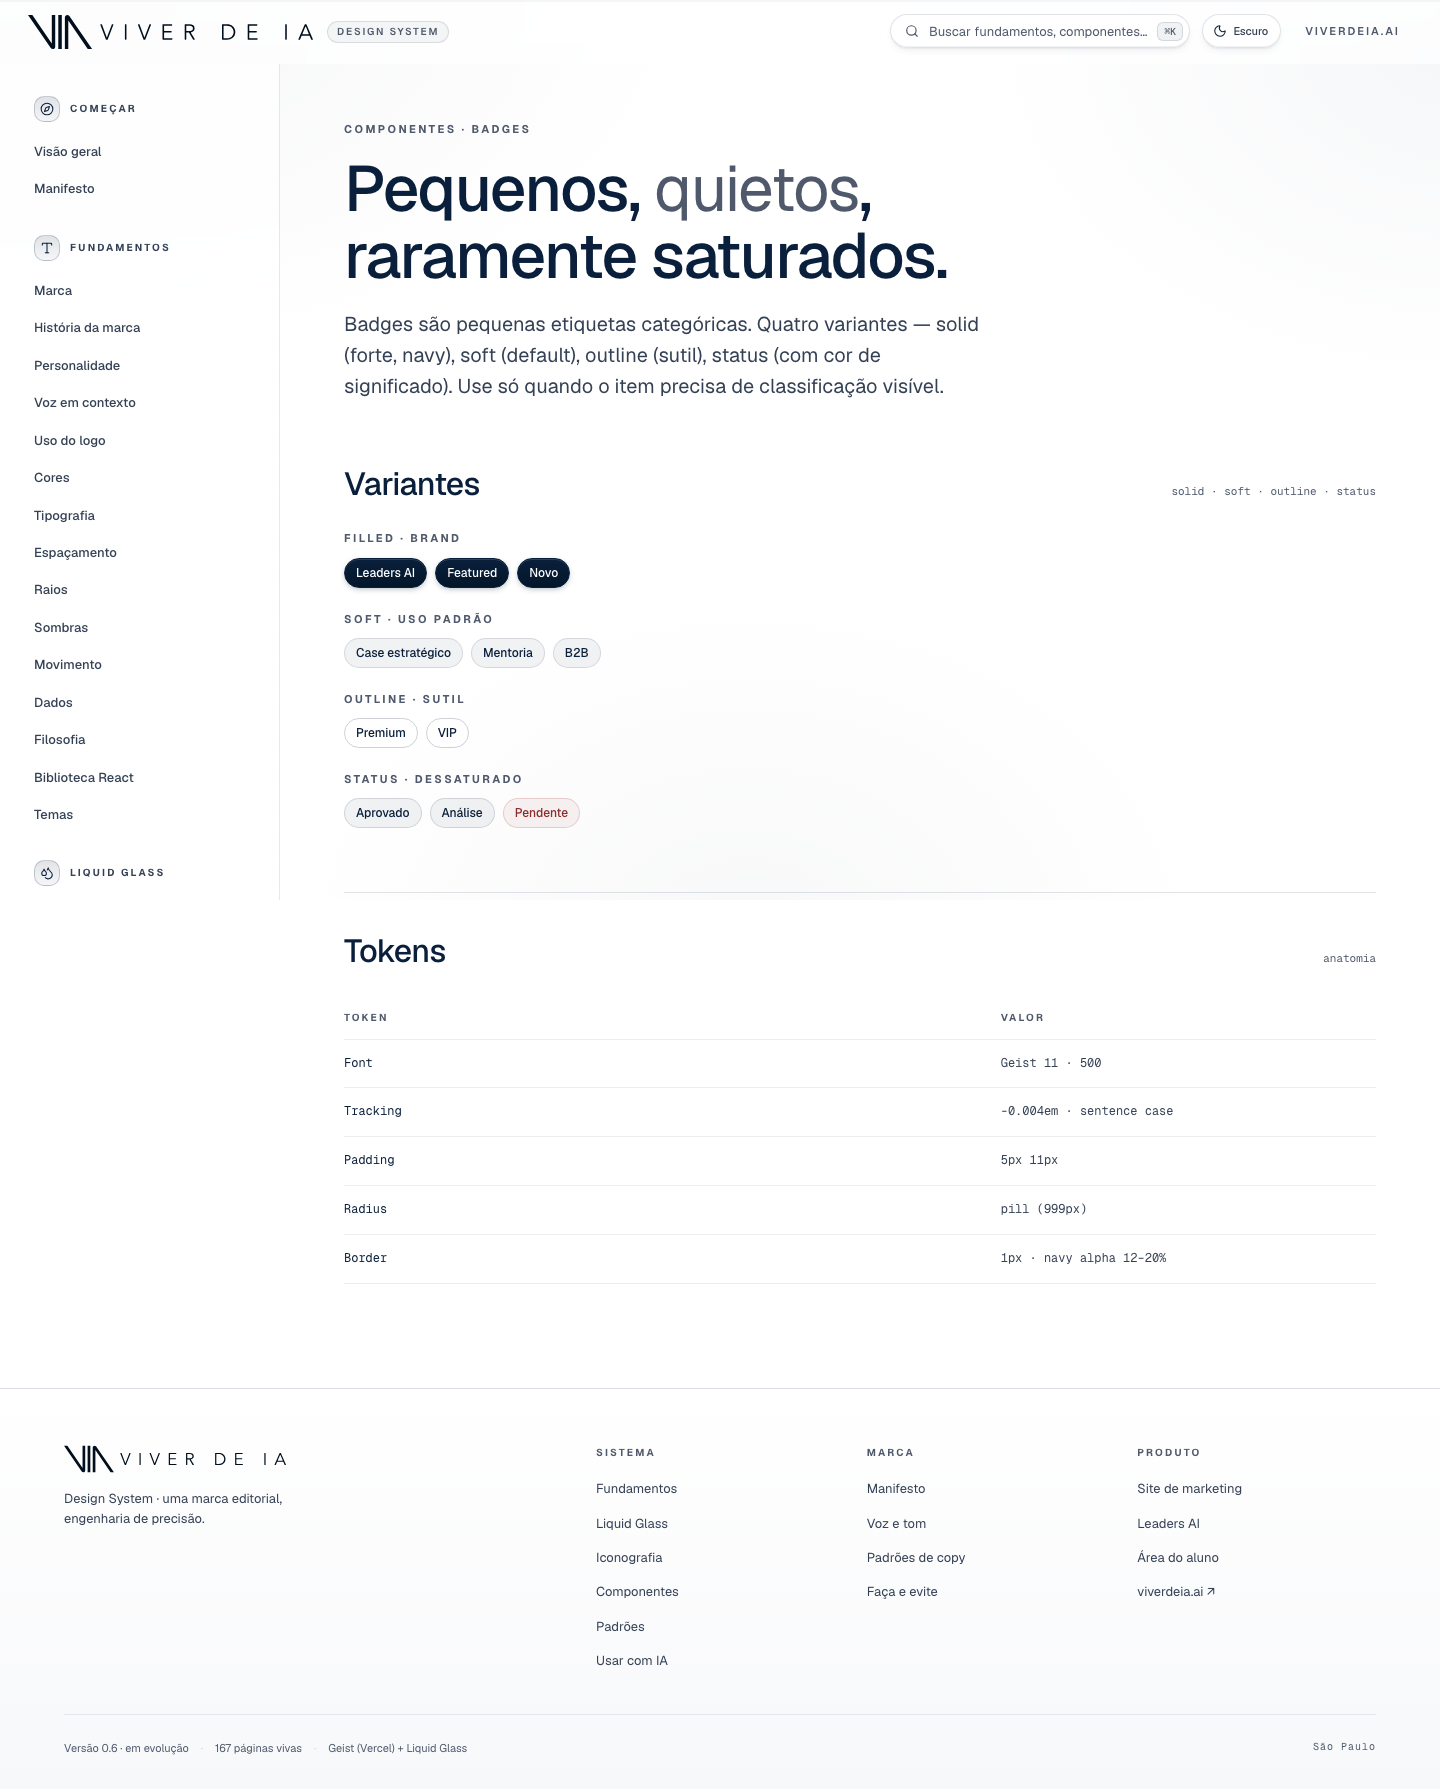 VIVER DE IA
DESIGN SYSTEM
Buscar fundamentos, componentes…
⌘K
Escuro
VIVERDEIA.AI
COMEÇAR
Visão geral
Manifesto
FUNDAMENTOS
Marca
História da marca
Personalidade
Voz em contexto
Uso do logo
Cores
Tipografia
Espaçamento
Raios
Sombras
Movimento
Dados
Filosofia
Biblioteca React
Temas
LIQUID GLASS
COMPONENTES · BADGES
Pequenos, quietos,
raramente saturados.
Badges são pequenas etiquetas categóricas. Quatro variantes — solid
(forte, navy), soft (default), outline (sutil), status (com cor de
significado). Use só quando o item precisa de classificação visível.
Variantes
solid · soft · outline · status
FILLED · BRAND
Leaders AI
Featured
Novo
SOFT · USO PADRÃO
Case estratégico
Mentoria
B2B
OUTLINE · SUTIL
Premium
VIP
STATUS · DESSATURADO
Aprovado
Análise
Pendente
Tokens
anatomia
TOKEN
VALOR
Font
Geist 11 · 500
Tracking
-0.004em · sentence case
Padding
5px 11px
Radius
pill (999px)
Border
1px · navy alpha 12–20%
VIVER DE IA
Design System · uma marca editorial,
engenharia de precisão.
SISTEMA
Fundamentos
Liquid Glass
Iconografia
Componentes
Padrões
Usar com IA
MARCA
Manifesto
Voz e tom
Padrões de copy
Faça e evite
PRODUTO
Site de marketing
Leaders AI
Área do aluno
viverdeia.ai ↗
Versão 0.6 · em evolução · 167 páginas vivas · Geist (Vercel) + Liquid Glass
São Paulo